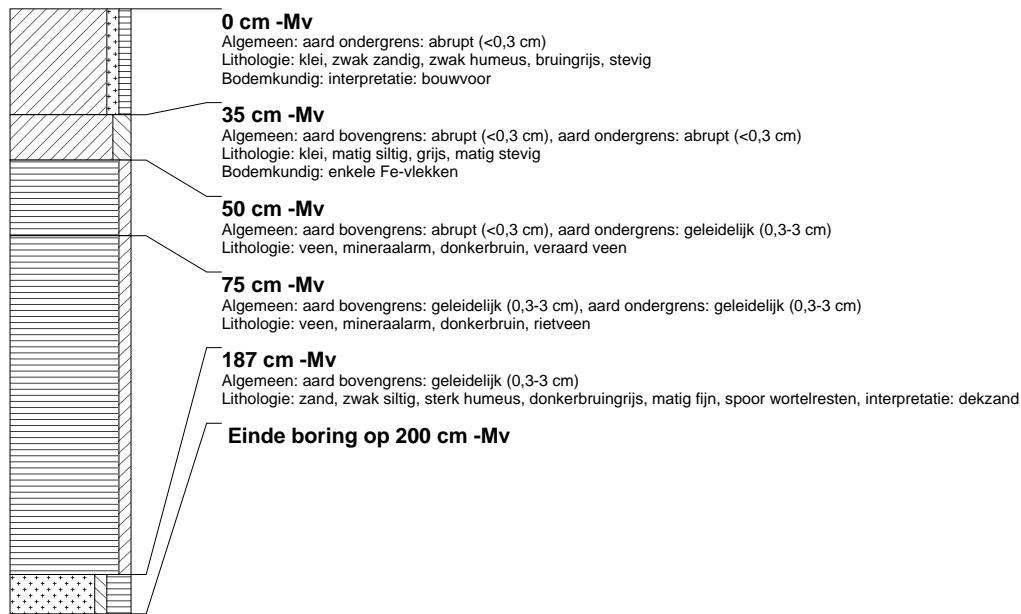 0 cm -Mv
Algemeen: aard ondergrens: abrupt (<0,3 cm)
Lithologie: klei, zwak zandig, zwak humeus, bruingrijs, stevig
Bodemkundig: interpretatie: bouwvoor
35 cm -Mv
Algemeen: aard bovengrens: abrupt (<0,3 cm), aard ondergrens: abrupt (<0,3 cm)
Lithologie: klei, matig siltig, grijs, matig stevig
Bodemkundig: enkele Fe-vlekken
50 cm -Mv
Algemeen: aard bovengrens: abrupt (<0,3 cm), aard ondergrens: geleidelijk (0,3-3 cm)
Lithologie: veen, mineraalarm, donkerbruin, veraard veen
75 cm -Mv
Algemeen: aard bovengrens: geleidelijk (0,3-3 cm), aard ondergrens: geleidelijk (0,3-3 cm)
Lithologie: veen, mineraalarm, donkerbruin, rietveen
187 cm -Mv
Algemeen: aard bovengrens: geleidelijk (0,3-3 cm)
Lithologie: zand, zwak siltig, sterk humeus, donkerbruingrijs, matig fijn, spoor wortelresten, interpretatie: dekzand
Einde boring op 200 cm -Mv